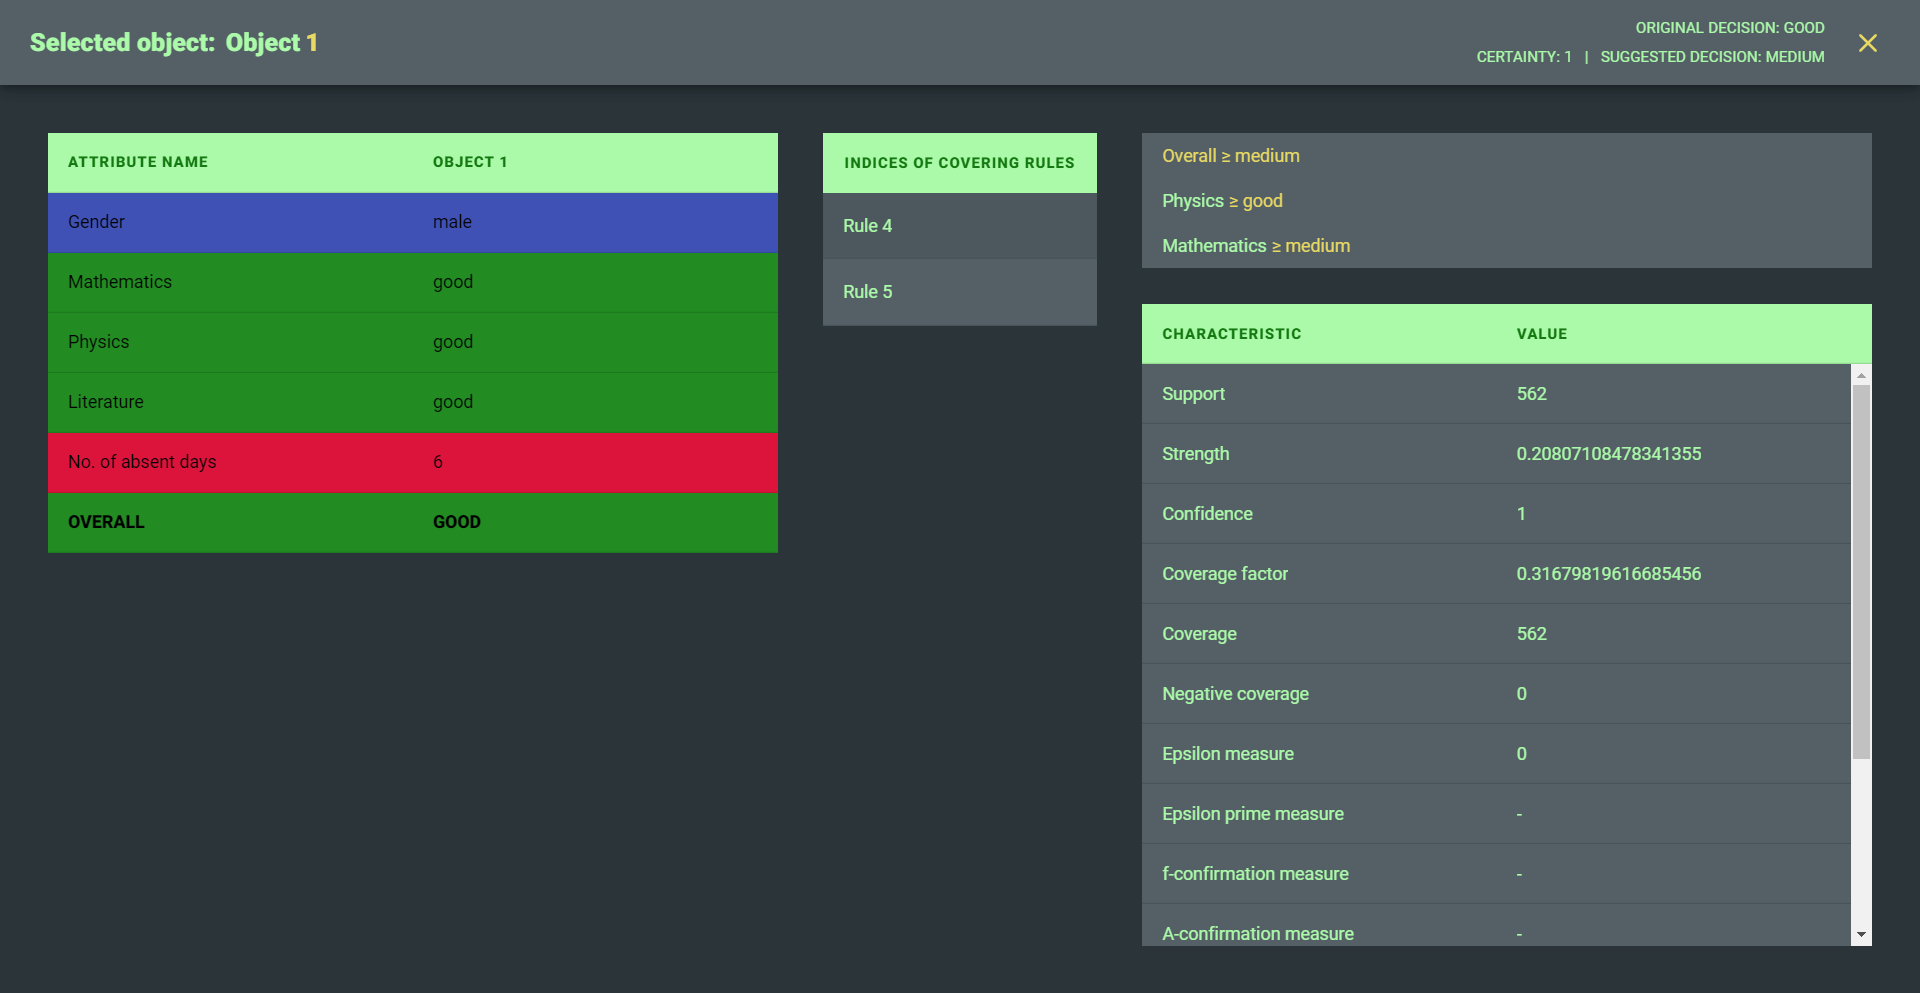 Selected object: Object 1
ORIGINAL DECISION: GOOD
CERTAINTY: 1 | SUGGESTED DECISION: MEDIUM
ATTRIBUTE NAME OBJECT 1
Gender male
Mathematics good
Physics good
Literature good
No. of absent days 6
OVERALL GOOD
INDICES OF COVERING RULES
Rule 4
Rule 5
Overall ≥ medium
Physics ≥ good
Mathematics ≥ medium
CHARACTERISTIC VALUE
Support 562
Strength 0.20807108478341355
Confidence 1
Coverage factor 0.31679819616685456
Coverage 562
Negative coverage 0
Epsilon measure 0
Epsilon prime measure -
f-confirmation measure -
A-confirmation measure -